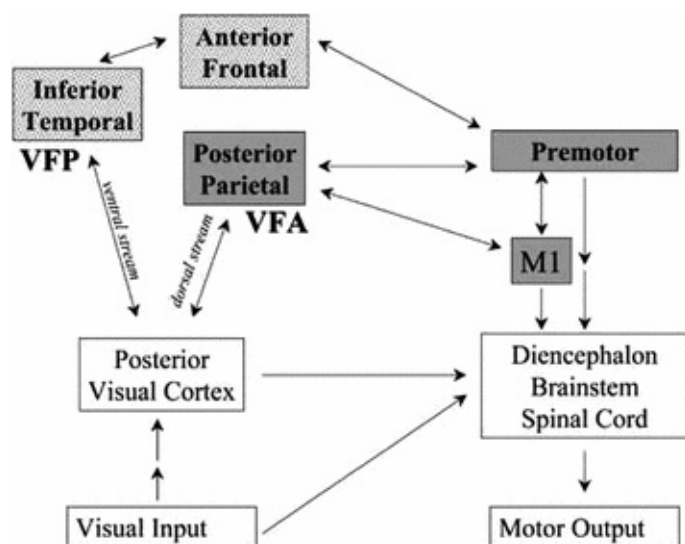 Anterior
Frontal
Inferior
Temporal
VFP
Posterior
Parietal
VFA
Premotor
M1
ventral stream
dorsal stream
Posterior
Visual Cortex
Diencephalon
Brainstem
Spinal Cord
Visual Input
Motor Output